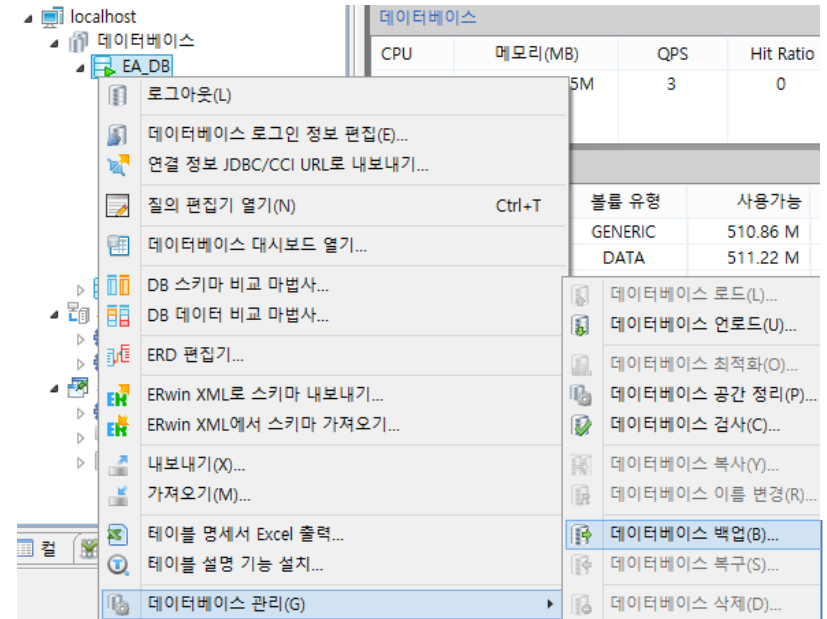 localhost
데이터베이스
EA_DB
데이터베이스
CPU 메모리(MB) QPS Hit Ratio
5M 3 0
볼륨 유형 사용가능
GENERIC 510.86 M
DATA 511.22 M
로그아웃(L)
데이터베이스 로그인 정보 편집(E)...
연결 정보 JDBC/CCI URL로 내보내기...
질의 편집기 열기(N) Ctrl+T
데이터베이스 대시보드 열기...
DB 스키마 비교 마법사...
DB 데이터 비교 마법사...
ERD 편집기...
ERwin XML로 스키마 내보내기...
ERwin XML에서 스키마 가져오기...
내보내기(X)...
가져오기(M)...
테이블 명세서 Excel 출력...
테이블 설명 기능 설치...
데이터베이스 관리(G)
데이터베이스 로드(L)...
데이터베이스 언로드(U)...
데이터베이스 최적화(O)...
데이터베이스 공간 정리(P)...
데이터베이스 검사(C)...
데이터베이스 복사(Y)...
데이터베이스 이름 변경(R)...
데이터베이스 백업(B)...
데이터베이스 복구(S)...
데이터베이스 삭제(D)...
컬